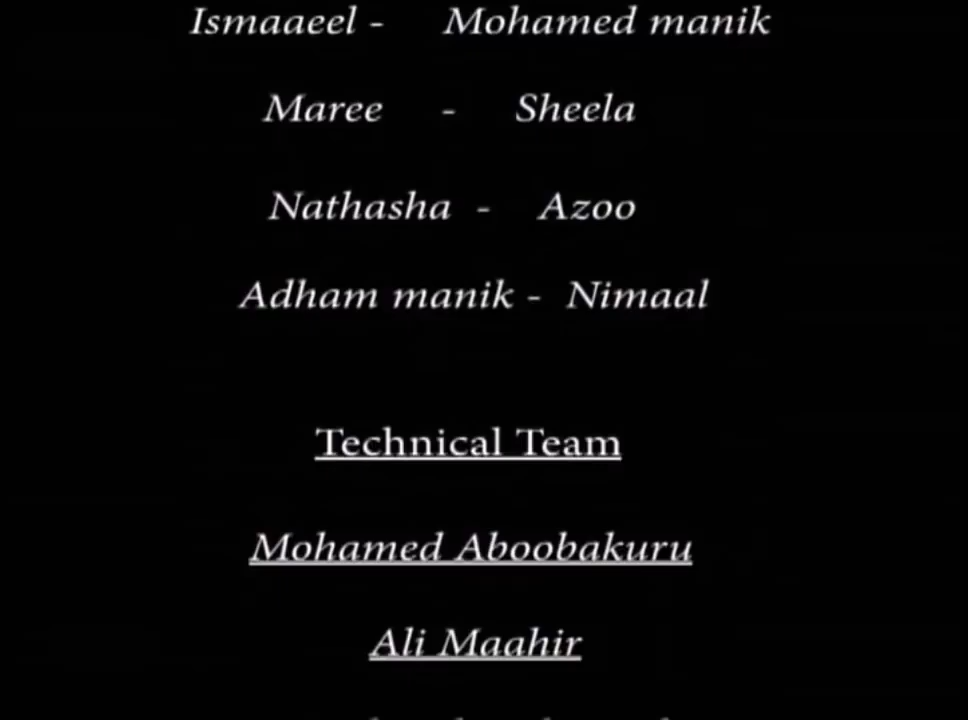 Ismaaeel - Mohamed manik
Maree - Sheela
Nathasha - Azoo
Adham manik - Nimaal
Technical Team
Mohamed Aboobakuru
Ali Maahir